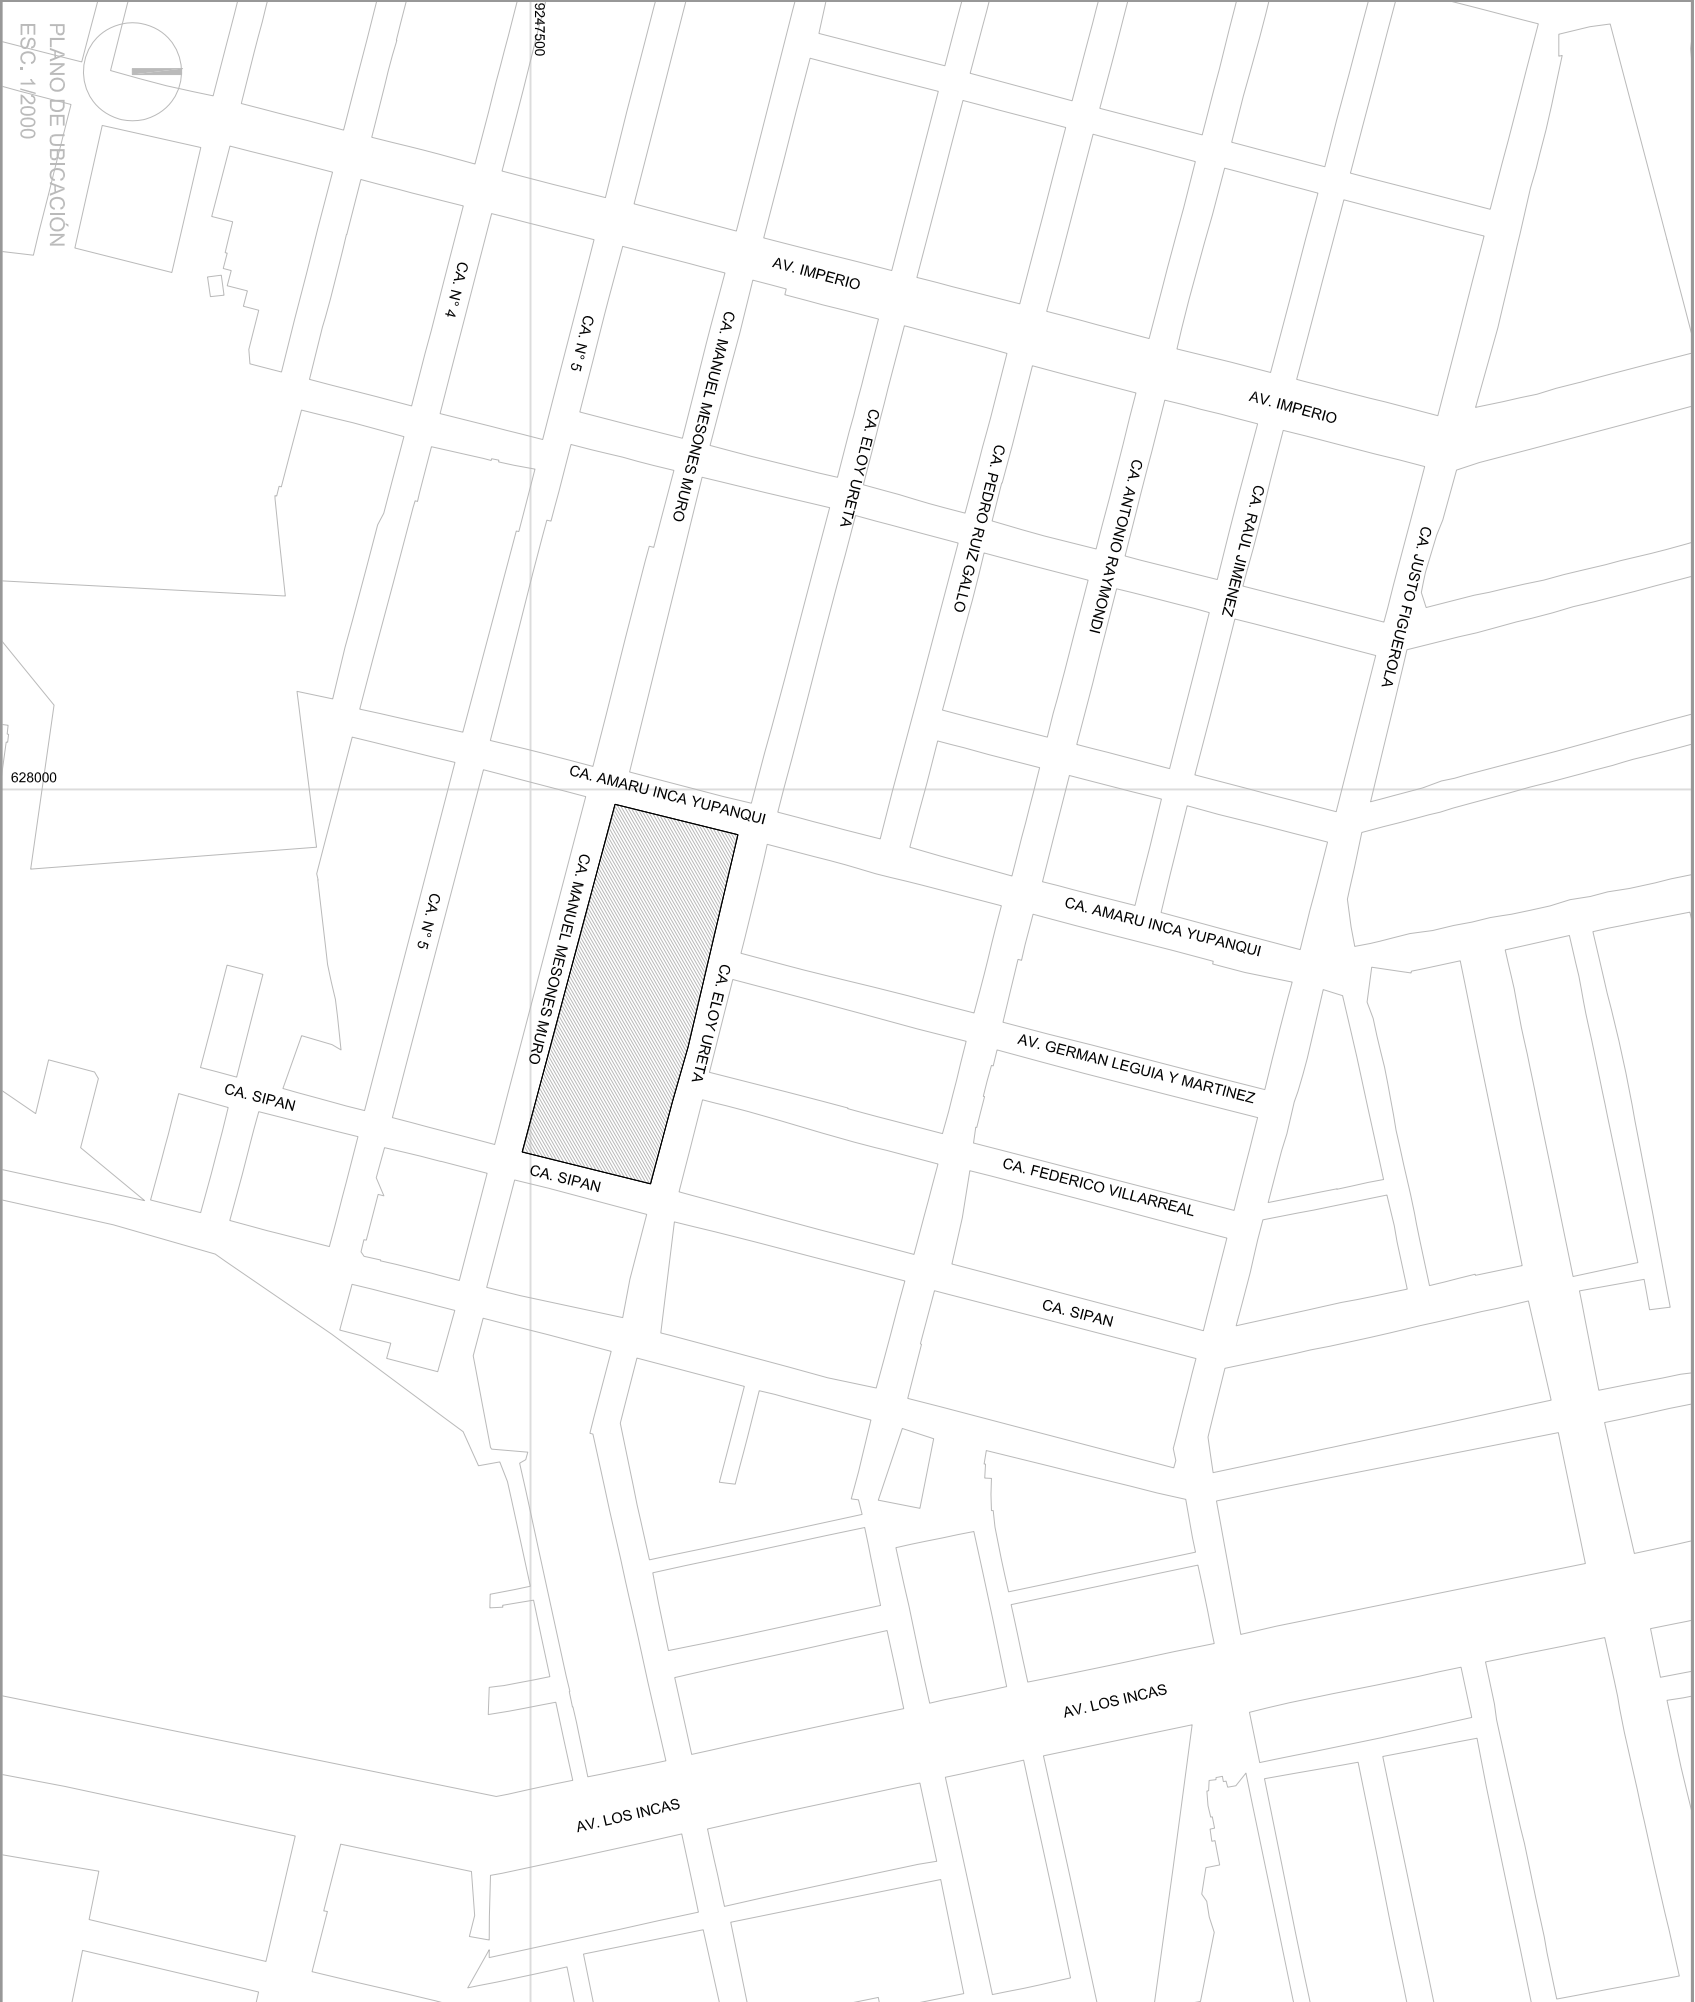 PLANO DE UBICACIÓN
ESC. 1/2000
9247500
AV. IMPERIO
CA. N° 4
CA. N° 5
CA. MANUEL MESONES MURO
CA. ELOY URETA
AV. IMPERIO
CA. PEDRO RUIZ GALLO
CA. ANTONIO RAYMONDI
CA. RAUL JIMENEZ
CA. JUSTO FIGUEROLA
628000
CA. AMARU INCA YUPANQUI
CA. MANUEL MESONES MURO
CA. N° 5
CA. AMARU INCA YUPANQUI
CA. ELOY URETA
AV. GERMAN LEGUIA Y MARTINEZ
CA. SIPAN
CA. SIPAN
CA. FEDERICO VILLARREAL
CA. SIPAN
AV. LOS INCAS
AV. LOS INCAS